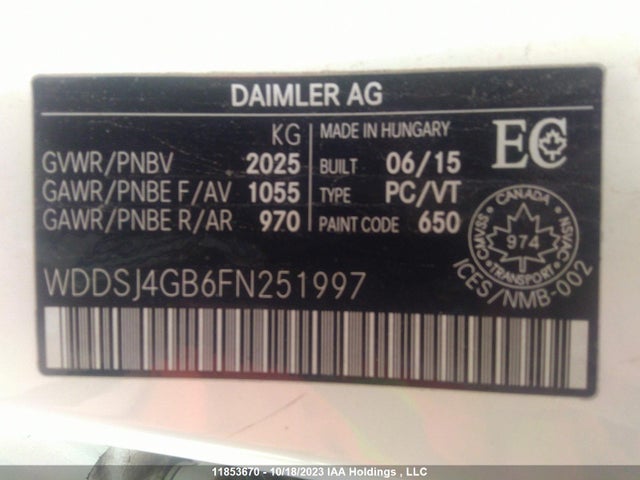 DAIMLER AG
KG
GVWR/PNBV 2025
GAWR/PNBE F/AV 1055
GAWR/PNBE R/AR 970
MADE IN HUNGARY
BUILT 06/15
TYPE PC/VT
PAINT CODE 650
EC
CANADA
CMVSS
NSVAC
974
TRANSPORT
ICES/NMB-002
WDDSJ4GB6FN251997
11853670 - 10/18/2023 IAA Holdings , LLC